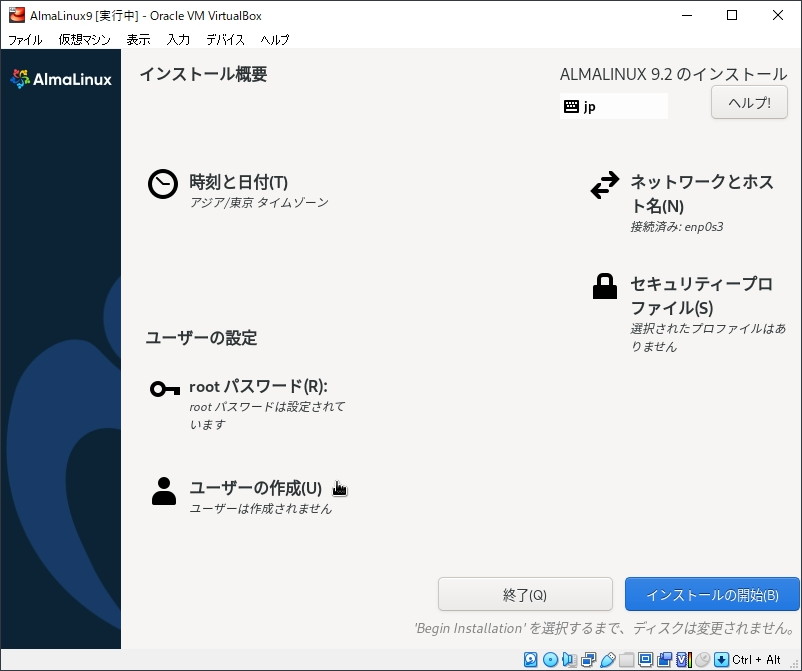 AlmaLinux9 [実行中] - Oracle VM VirtualBox
ファイル 仮想マシン 表示 入力 デバイス ヘルプ
AlmaLinux
インストール概要
ALMALINUX 9.2 のインストール
jp
ヘルプ!
時刻と日付(T)
アジア/東京 タイムゾーン
ネットワークとホス
ト名(N)
接続済み: enp0s3
セキュリティープロ
ファイル(S)
選択されたプロファイルはあ
りません
ユーザーの設定
root パスワード(R):
root パスワードは設定されて
います
ユーザーの作成(U)
ユーザーは作成されません
終了(Q)
インストールの開始(B)
'Begin Installation' を選択するまで、ディスクは変更されません。
Ctrl + Alt